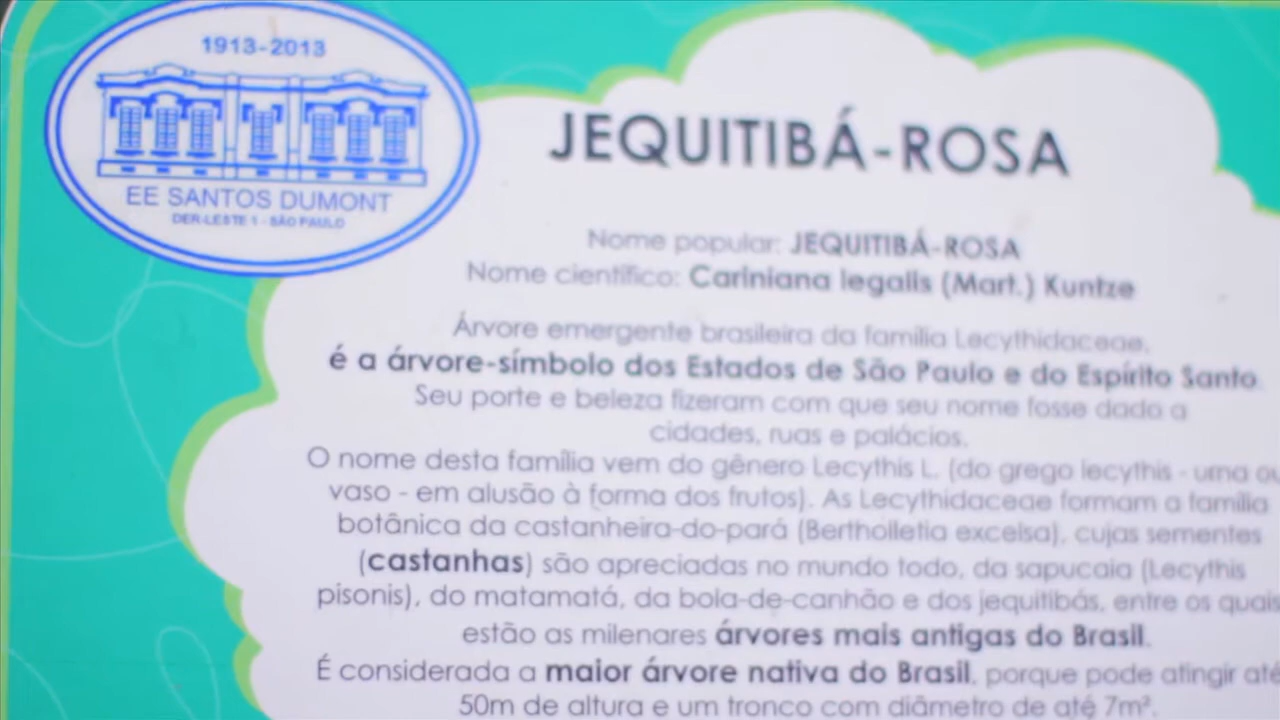 1913-2013
EE SANTOS DUMONT
DER-LESTE 1 - SÃO PAULO
JEQUITIBÁ-ROSA
Nome popular: JEQUITIBÁ-ROSA
Nome científico: Cariniana legalis (Mart.) Kuntze
Árvore emergente brasileira da família Lecythidaceae,
é a árvore-símbolo dos Estados de São Paulo e do Espírito Santo.
Seu porte e beleza fizeram com que seu nome fosse dado a
cidades, ruas e palácios.
O nome desta família vem do gênero Lecythis L. (do grego lecythis - urna ou
vaso - em alusão à forma dos frutos). As Lecythidaceae formam a família
botânica da castanheira-do-pará (Bertholletia excelsa), cujas sementes
(castanhas) são apreciadas no mundo todo, da sapucaia (Lecythis
pisonis), do matamatá, da bola-de-canhão e dos jequitibás, entre os quais
estão as milenares árvores mais antigas do Brasil.
É considerada a maior árvore nativa do Brasil, porque pode atingir até
50m de altura e um tronco com diâmetro de até 7m².